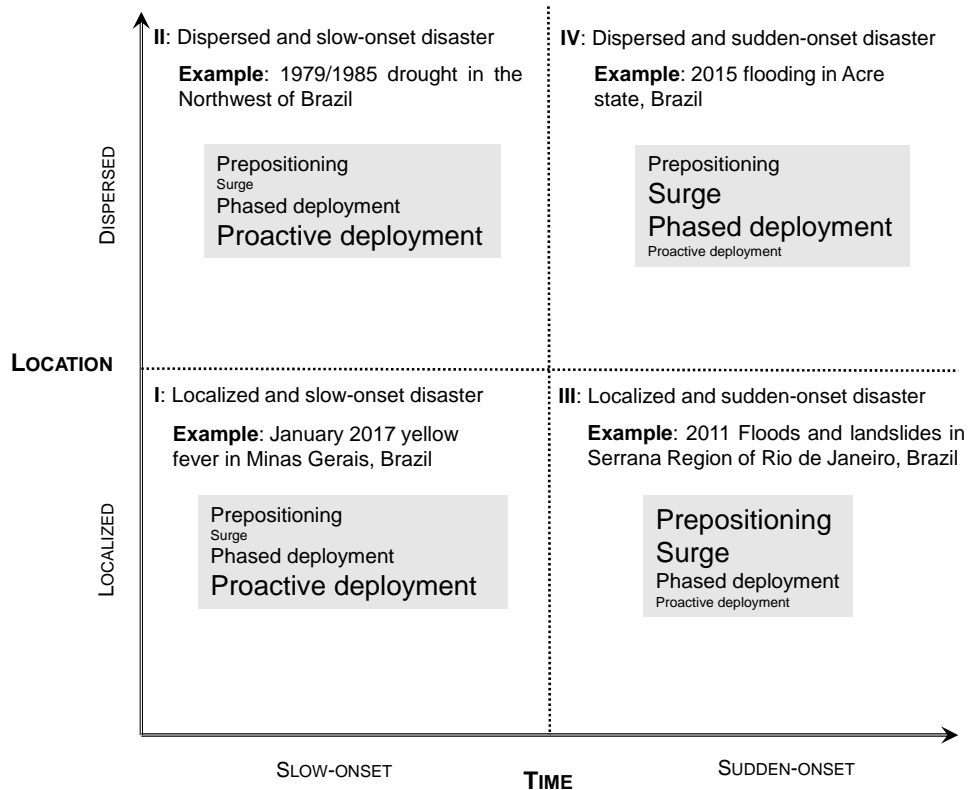 II: Dispersed and slow-onset disaster
Example: 1979/1985 drought in the
Northwest of Brazil
Prepositioning
Surge
Phased deployment
Proactive deployment
IV: Dispersed and sudden-onset disaster
Example: 2015 flooding in Acre
state, Brazil
Prepositioning
Surge
Phased deployment
Proactive deployment
DISPERSED
LOCATION
I: Localized and slow-onset disaster
Example: January 2017 yellow
fever in Minas Gerais, Brazil
Prepositioning
Surge
Phased deployment
Proactive deployment
III: Localized and sudden-onset disaster
Example: 2011 Floods and landslides in
Serrana Region of Rio de Janeiro, Brazil
Prepositioning
Surge
Phased deployment
Proactive deployment
LOCALIZED
SLOW-ONSET
TIME
SUDDEN-ONSET